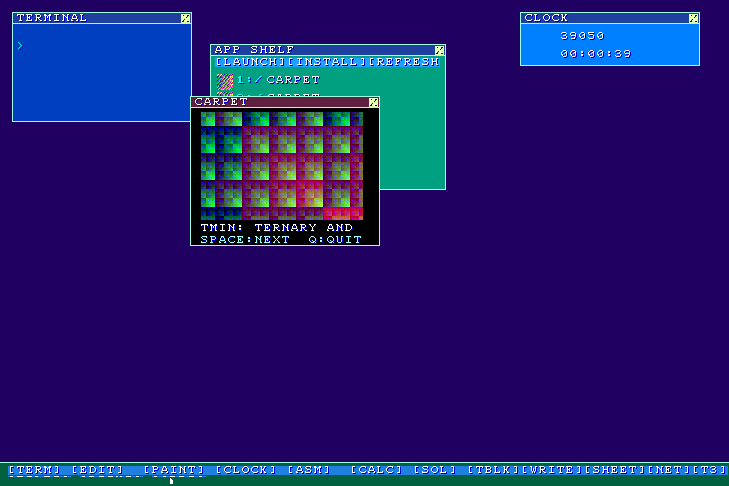 TERMINAL
>
APP SHELF
[LAUNCH][INSTALL][REFRESH
1:/CARPET
CARPET
TMIN: TERNARY AND
SPACE:NEXT Q:QUIT
CLOCK
39050
00:00:39
[TERM] [EDIT] [PAINT] [CLOCK] [ASM] [CALC] [SOL] [TBLK][WRITE][SHEET][NET][T3]